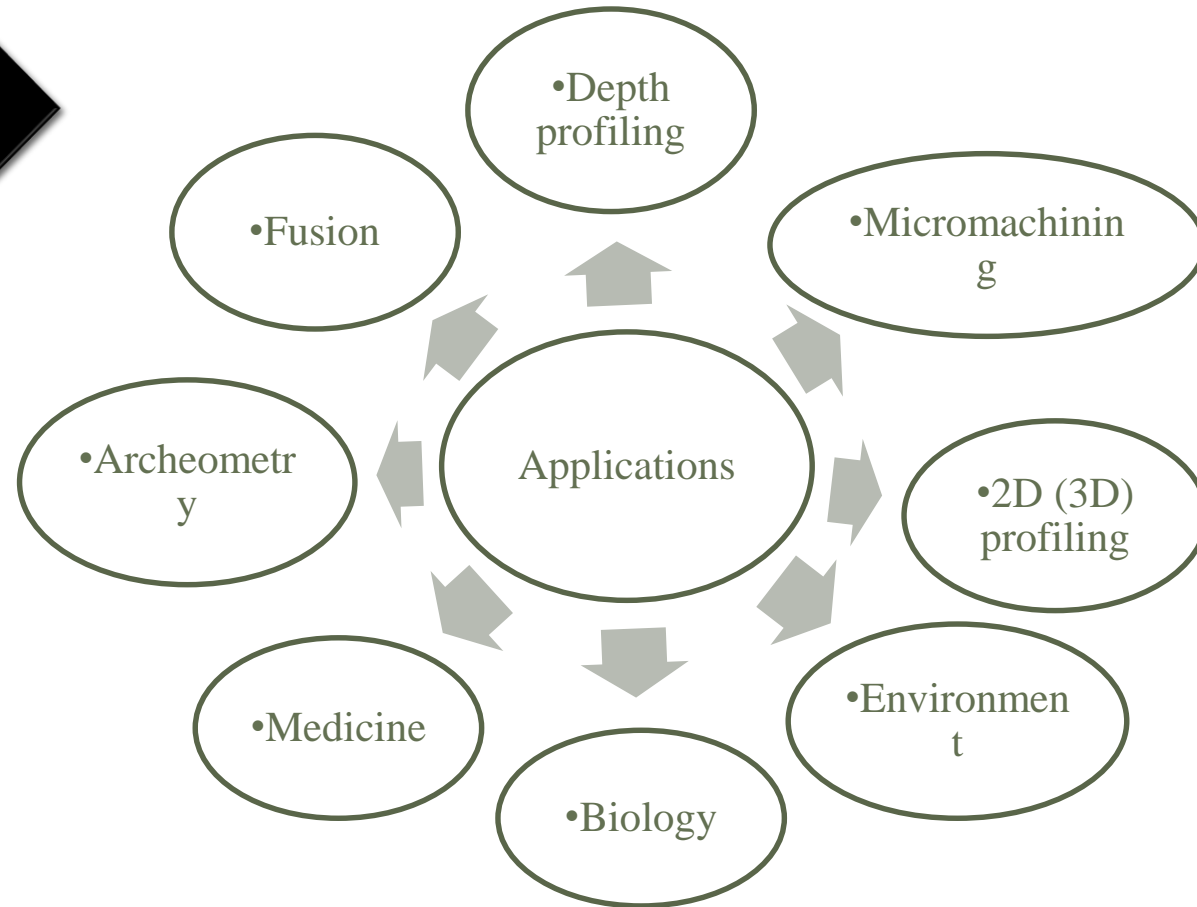 •Depth
profiling
•Micromachinin
g
•2D (3D)
profiling
•Environmen
t
•Biology
•Medicine
•Archeometr
y
•Fusion
Applications